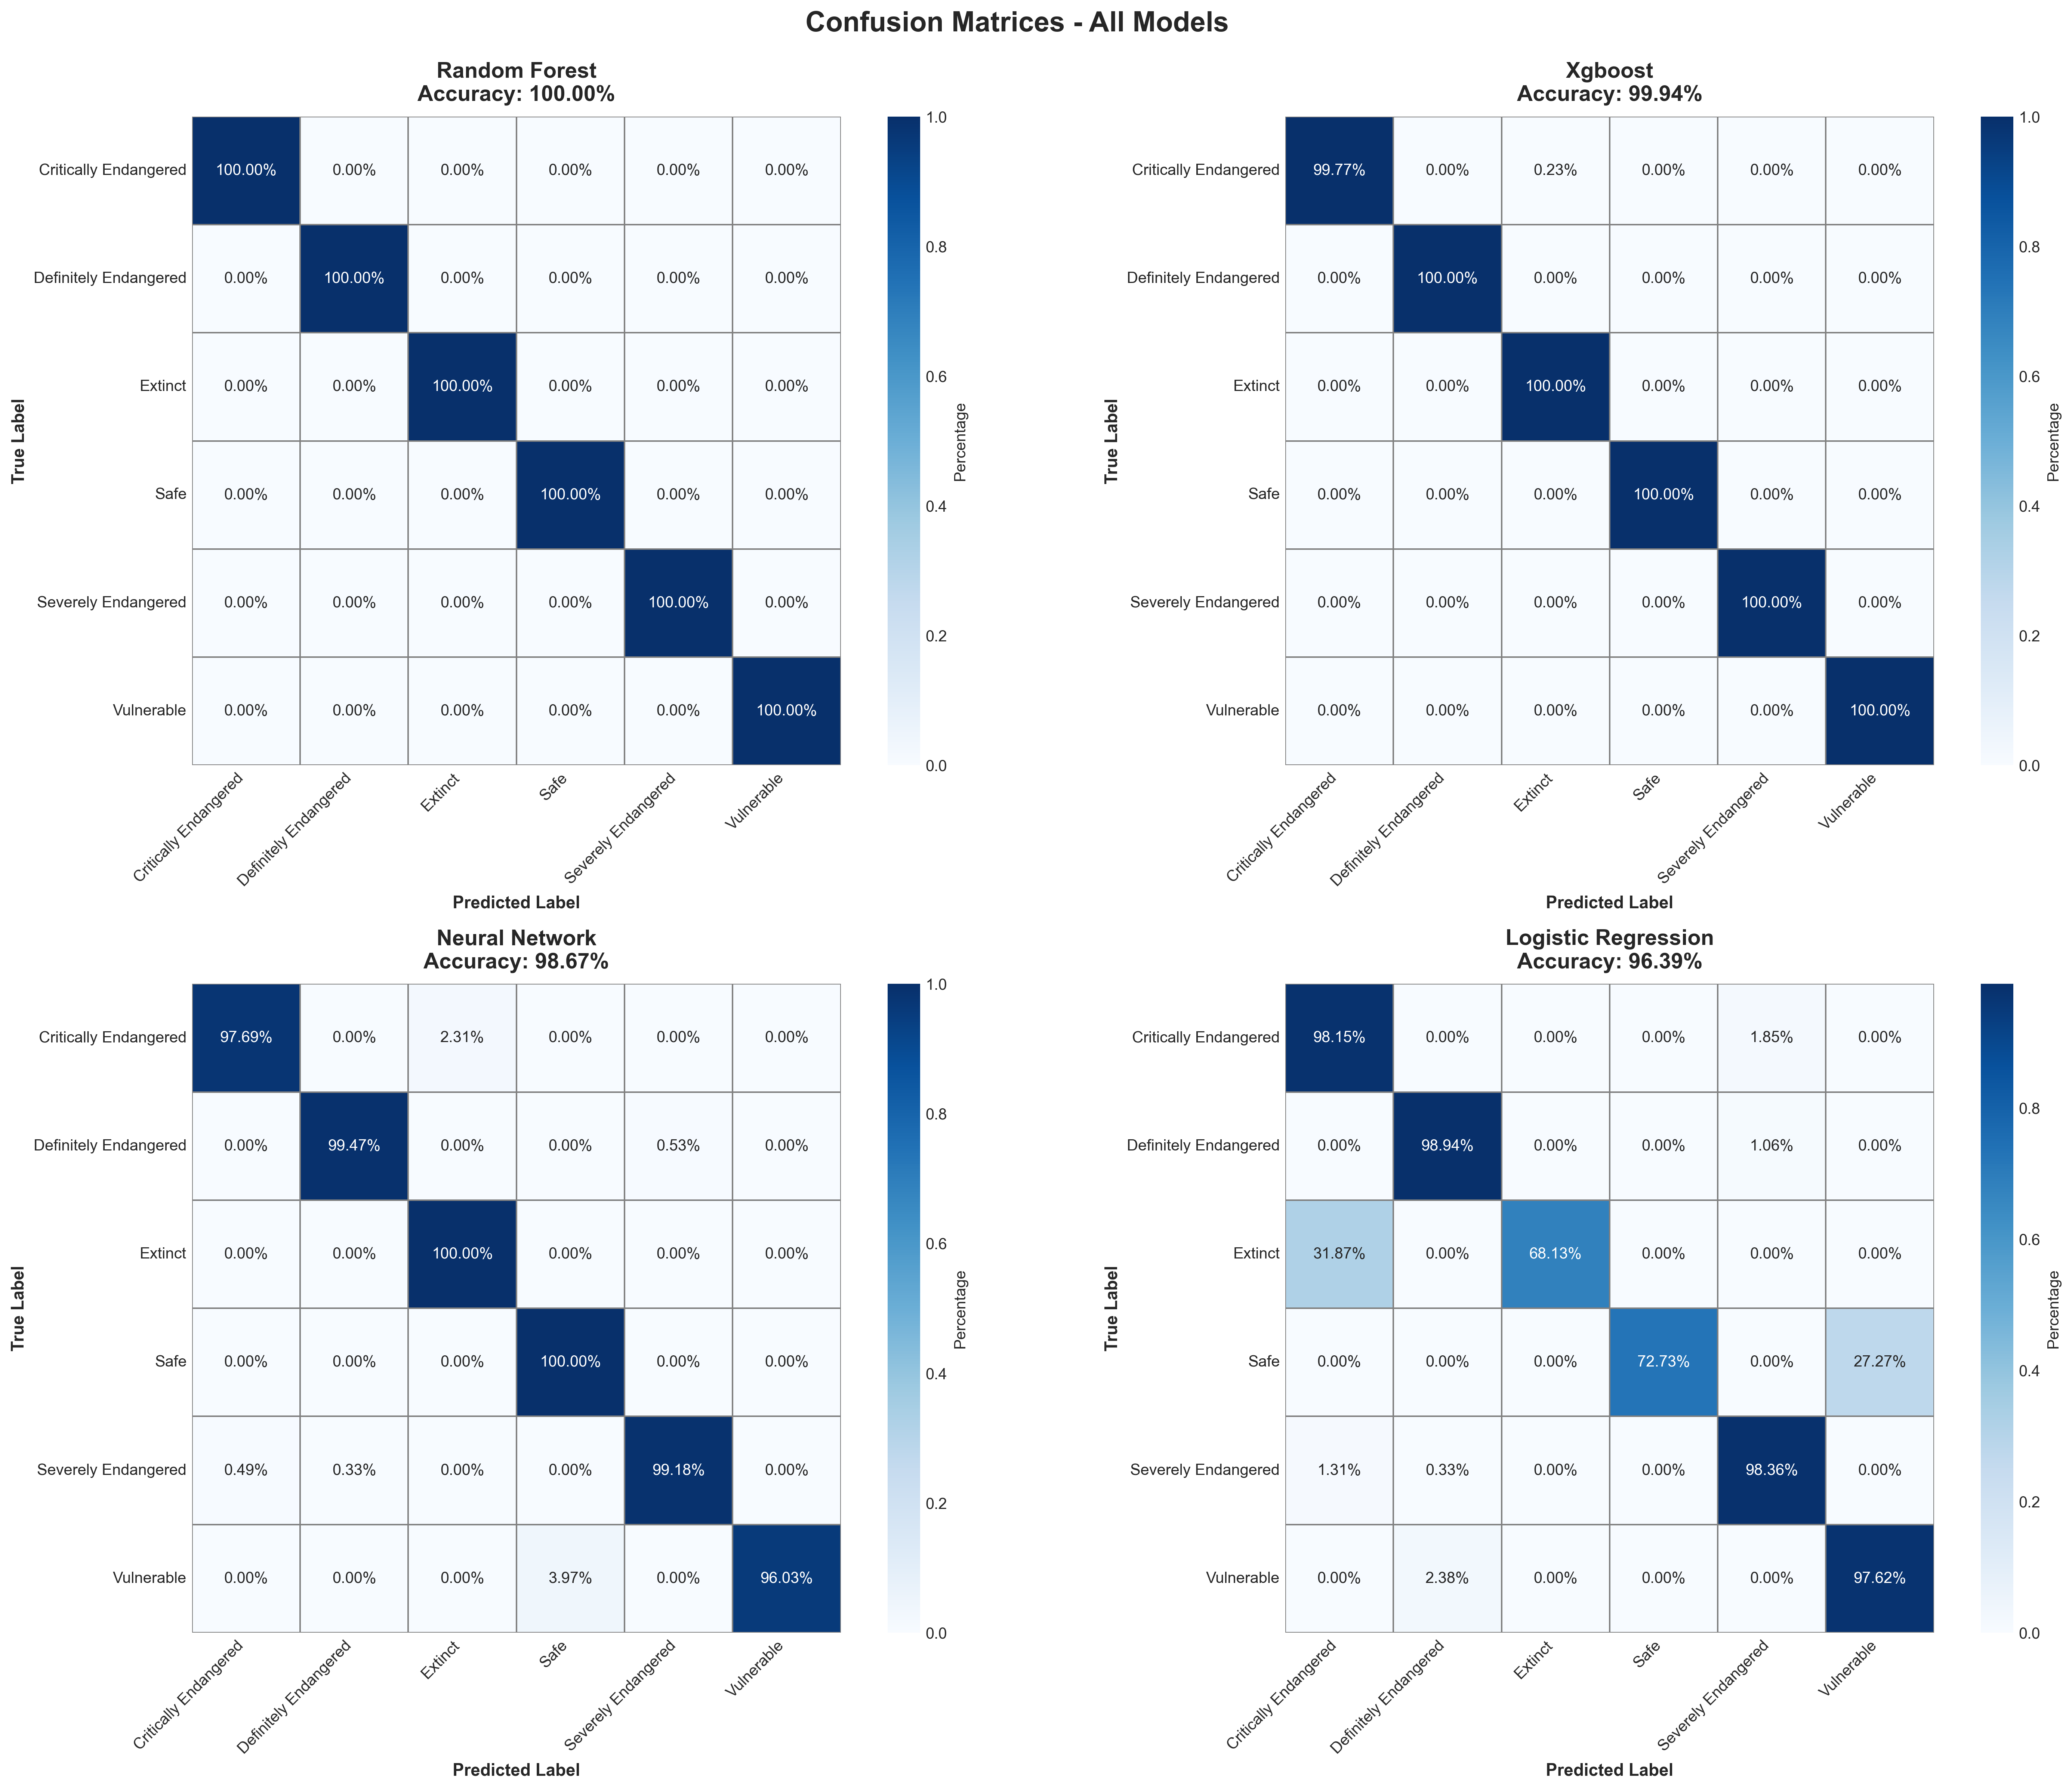 Confusion Matrices - All Models
Random Forest
Accuracy: 100.00%
True Label
Critically Endangered 100.00% 0.00% 0.00% 0.00% 0.00% 0.00%
Definitely Endangered 0.00% 100.00% 0.00% 0.00% 0.00% 0.00%
Extinct 0.00% 0.00% 100.00% 0.00% 0.00% 0.00%
Safe 0.00% 0.00% 0.00% 100.00% 0.00% 0.00%
Severely Endangered 0.00% 0.00% 0.00% 0.00% 100.00% 0.00%
Vulnerable 0.00% 0.00% 0.00% 0.00% 0.00% 100.00%
Critically Endangered
Definitely Endangered
Extinct
Safe
Severely Endangered
Vulnerable
Predicted Label
1.0
0.8
0.6
0.4
0.2
0.0
Percentage
Xgboost
Accuracy: 99.94%
True Label
Critically Endangered 99.77% 0.00% 0.23% 0.00% 0.00% 0.00%
Definitely Endangered 0.00% 100.00% 0.00% 0.00% 0.00% 0.00%
Extinct 0.00% 0.00% 100.00% 0.00% 0.00% 0.00%
Safe 0.00% 0.00% 0.00% 100.00% 0.00% 0.00%
Severely Endangered 0.00% 0.00% 0.00% 0.00% 100.00% 0.00%
Vulnerable 0.00% 0.00% 0.00% 0.00% 0.00% 100.00%
Critically Endangered
Definitely Endangered
Extinct
Safe
Severely Endangered
Vulnerable
Predicted Label
1.0
0.8
0.6
0.4
0.2
0.0
Percentage
Neural Network
Accuracy: 98.67%
True Label
Critically Endangered 97.69% 0.00% 2.31% 0.00% 0.00% 0.00%
Definitely Endangered 0.00% 99.47% 0.00% 0.00% 0.53% 0.00%
Extinct 0.00% 0.00% 100.00% 0.00% 0.00% 0.00%
Safe 0.00% 0.00% 0.00% 100.00% 0.00% 0.00%
Severely Endangered 0.49% 0.33% 0.00% 0.00% 99.18% 0.00%
Vulnerable 0.00% 0.00% 0.00% 3.97% 0.00% 96.03%
Critically Endangered
Definitely Endangered
Extinct
Safe
Severely Endangered
Vulnerable
Predicted Label
1.0
0.8
0.6
0.4
0.2
0.0
Percentage
Logistic Regression
Accuracy: 96.39%
True Label
Critically Endangered 98.15% 0.00% 0.00% 0.00% 1.85% 0.00%
Definitely Endangered 0.00% 98.94% 0.00% 0.00% 1.06% 0.00%
Extinct 31.87% 0.00% 68.13% 0.00% 0.00% 0.00%
Safe 0.00% 0.00% 0.00% 72.73% 0.00% 27.27%
Severely Endangered 1.31% 0.33% 0.00% 0.00% 98.36% 0.00%
Vulnerable 0.00% 2.38% 0.00% 0.00% 0.00% 97.62%
Critically Endangered
Definitely Endangered
Extinct
Safe
Severely Endangered
Vulnerable
Predicted Label
0.8
0.6
0.4
0.2
0.0
Percentage